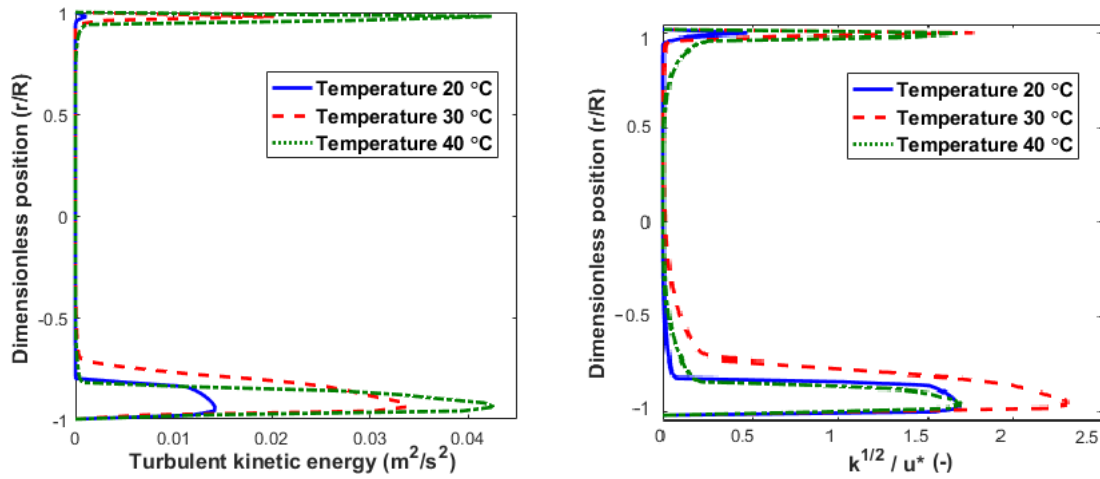 Dimensionless position (r/R)
1
0.5
0
-0.5
-1
Temperature 20 °C
Temperature 30 °C
Temperature 40 °C
0 0.01 0.02 0.03 0.04
Turbulent kinetic energy (m²/s²)
Dimensionless position (r/R)
1
0.5
0
−0.5
−1
Temperature 20 °C
Temperature 30 °C
Temperature 40 °C
0 0.5 1 1.5 2 2.5
k^1/2 / u* (-)